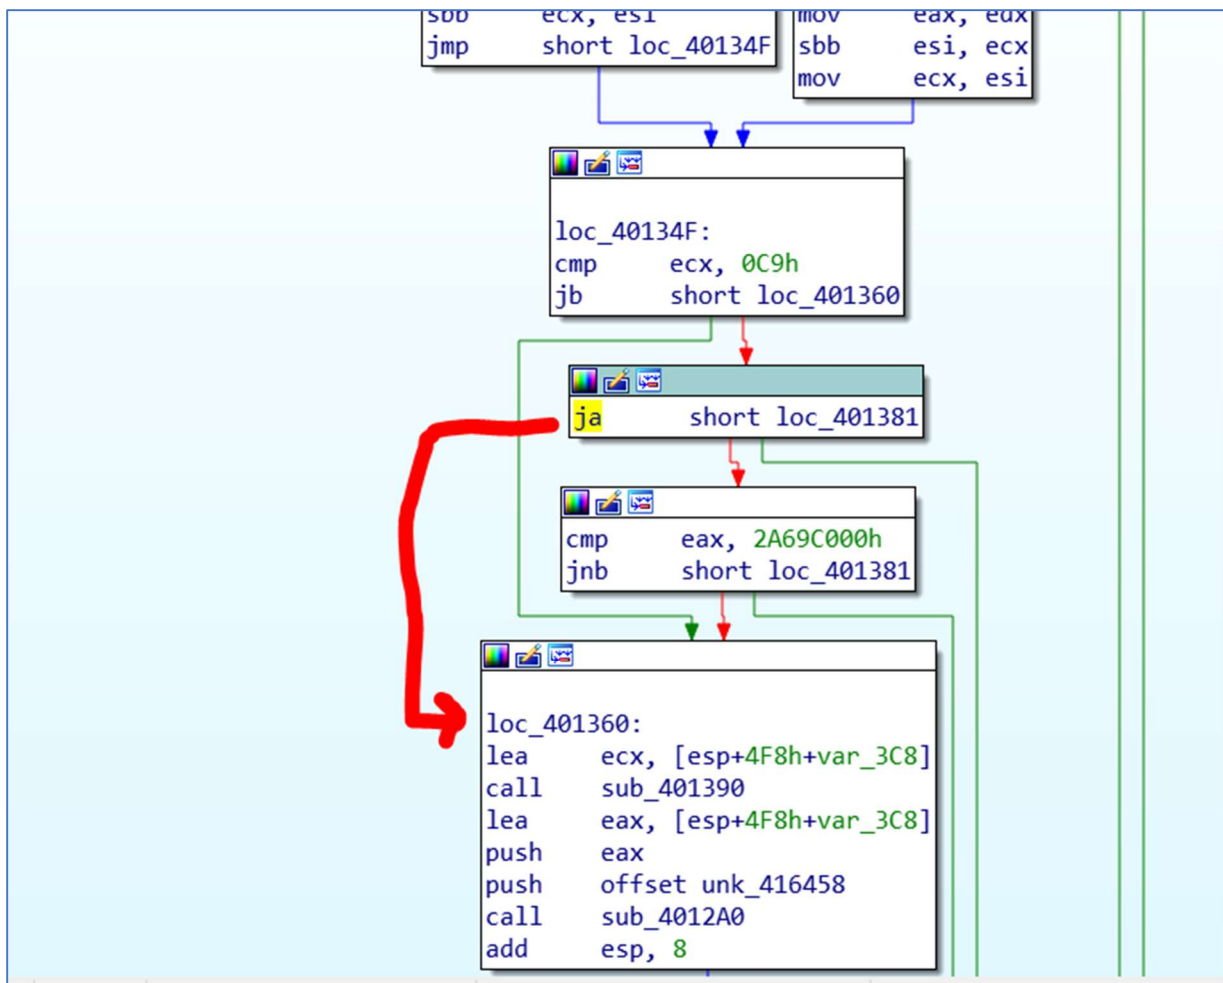 sbb ecx, esi
jmp short loc_40134F
mov eax, edx
sbb esi, ecx
mov ecx, esi
loc_40134F:
cmp ecx, 0C9h
jb short loc_401360
ja short loc_401381
cmp eax, 2A69C000h
jnb short loc_401381
loc_401360:
lea ecx, [esp+4F8h+var_3C8]
call sub_401390
lea eax, [esp+4F8h+var_3C8]
push eax
push offset unk_416458
call sub_4012A0
add esp, 8